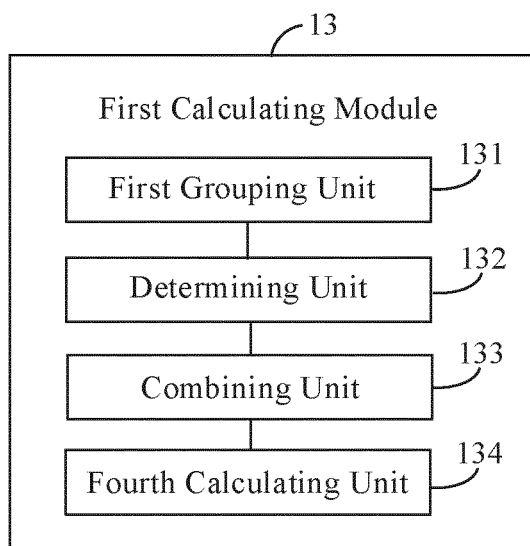 13
First Calculating Module
131
First Grouping Unit
132
Determining Unit
133
Combining Unit
134
Fourth Calculating Unit